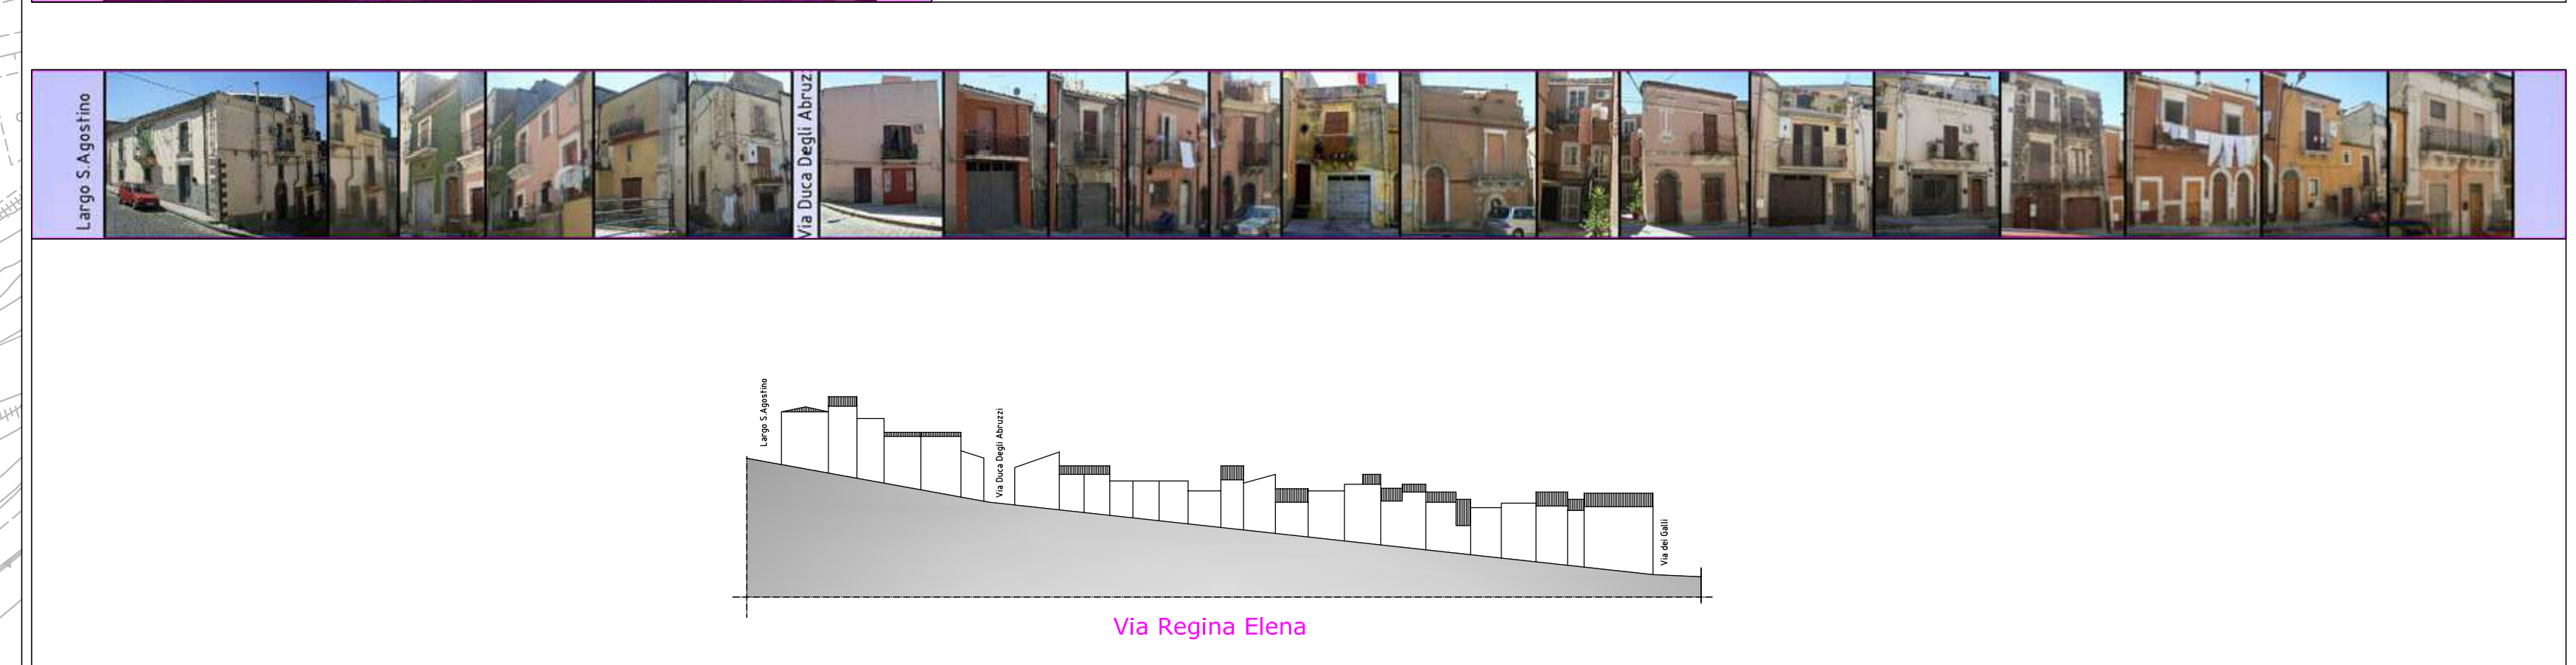 Largo S.Agostino
Via Duca Degli Abruz
Largo S.Agostino
Via Duca Degli Abruzzi
Via dei Galli
Via Regina Elena